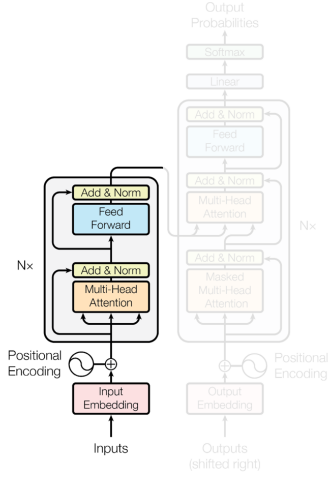 Output
Probabilities
Softmax
Linear
Add & Norm
Feed
Forward
Add & Norm
Multi-Head
Attention
Add & Norm
Masked
Multi-Head
Attention
Nx
Positional
Encoding
Output
Embedding
Outputs
(shifted right)
Add & Norm
Feed
Forward
Add & Norm
Multi-Head
Attention
Nx
Positional
Encoding
Input
Embedding
Inputs